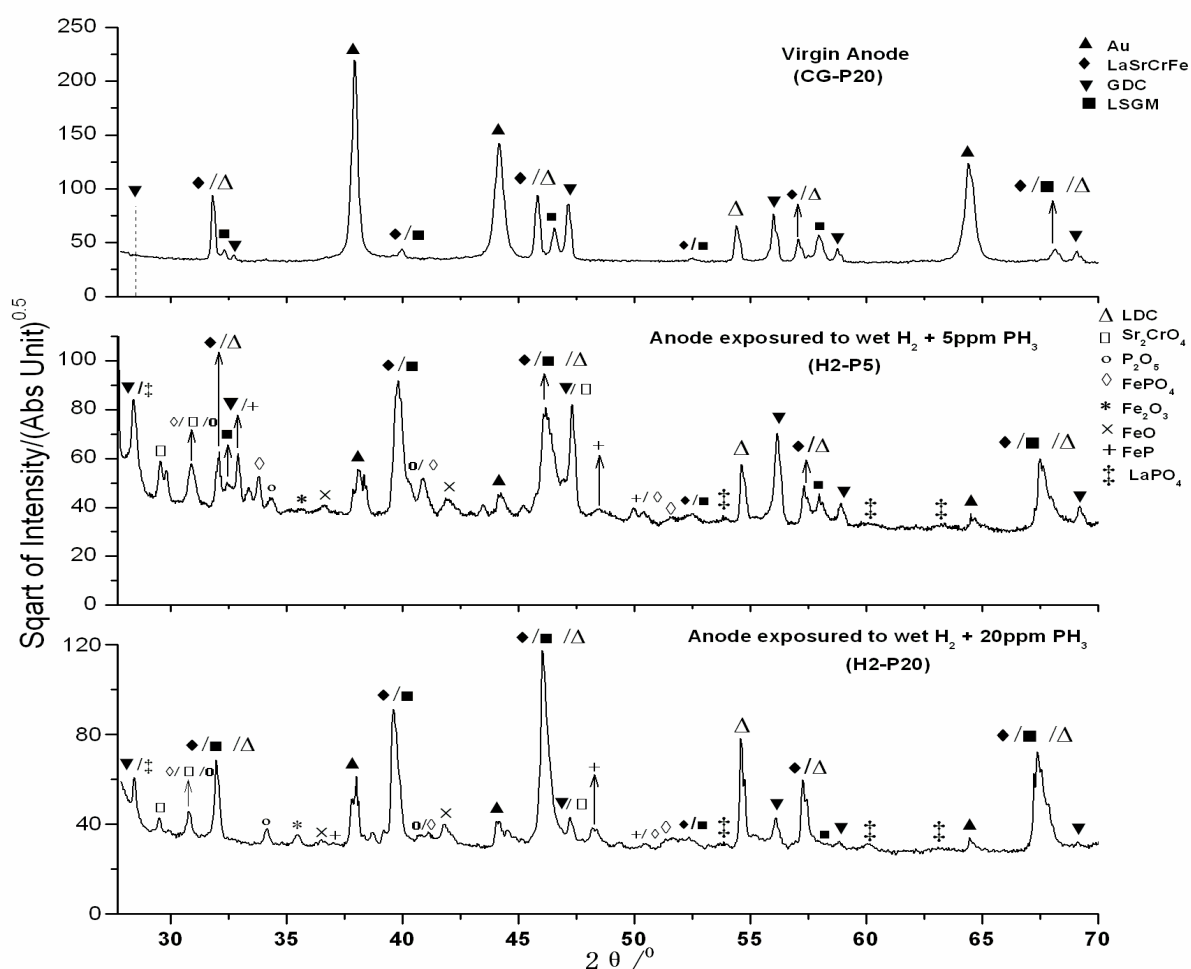 Sqart of Intensity/(Abs Unit)^0.5
250
200
150
100
50
0
Virgin Anode
(CG-P20)
▲ Au
◆ LaSrCrFe
▼ GDC
■ LSGM
▲
▲
▲
▼
◆ /Δ
■
▼
◆/■
◆ /Δ
■
▼
◆/■
Δ
▼
◆/Δ
■
▼
◆/■ /Δ
▼
100
80
60
40
20
0
Anode exposured to wet H₂ + 5ppm PH₃
(H2-P5)
Δ LDC
□ Sr₂CrO₄
o P₂O₅
◊ FePO₄
* Fe₂O₃
× FeO
+ FeP
‡ LaPO₄
▼/‡
□
◊/□/o
◆/Δ
■
▼/+
◊
o
*
×
▲
◆/■
o/◊
×
▲
◆/■ /Δ
▼/□
+
+/◊
◊
◆/■
‡
Δ
▼
◆/Δ
■
▼
‡
‡
▲
◆/■ /Δ
▼
120
80
40
0
Anode exposured to wet H₂ + 20ppm PH₃
(H2-P20)
▼/‡
□
◊/□/o
◆/■ /Δ
o
*
×
+
▲
◆/■
o/◊
×
▲
◆/■ /Δ
▼/□
+
+/◊
◊
◆/■
‡
Δ
▼
◆/Δ
■
▼
‡
‡
▲
◆/■ /Δ
▼
30 35 40 45 50 55 60 65 70
2 θ /⁰